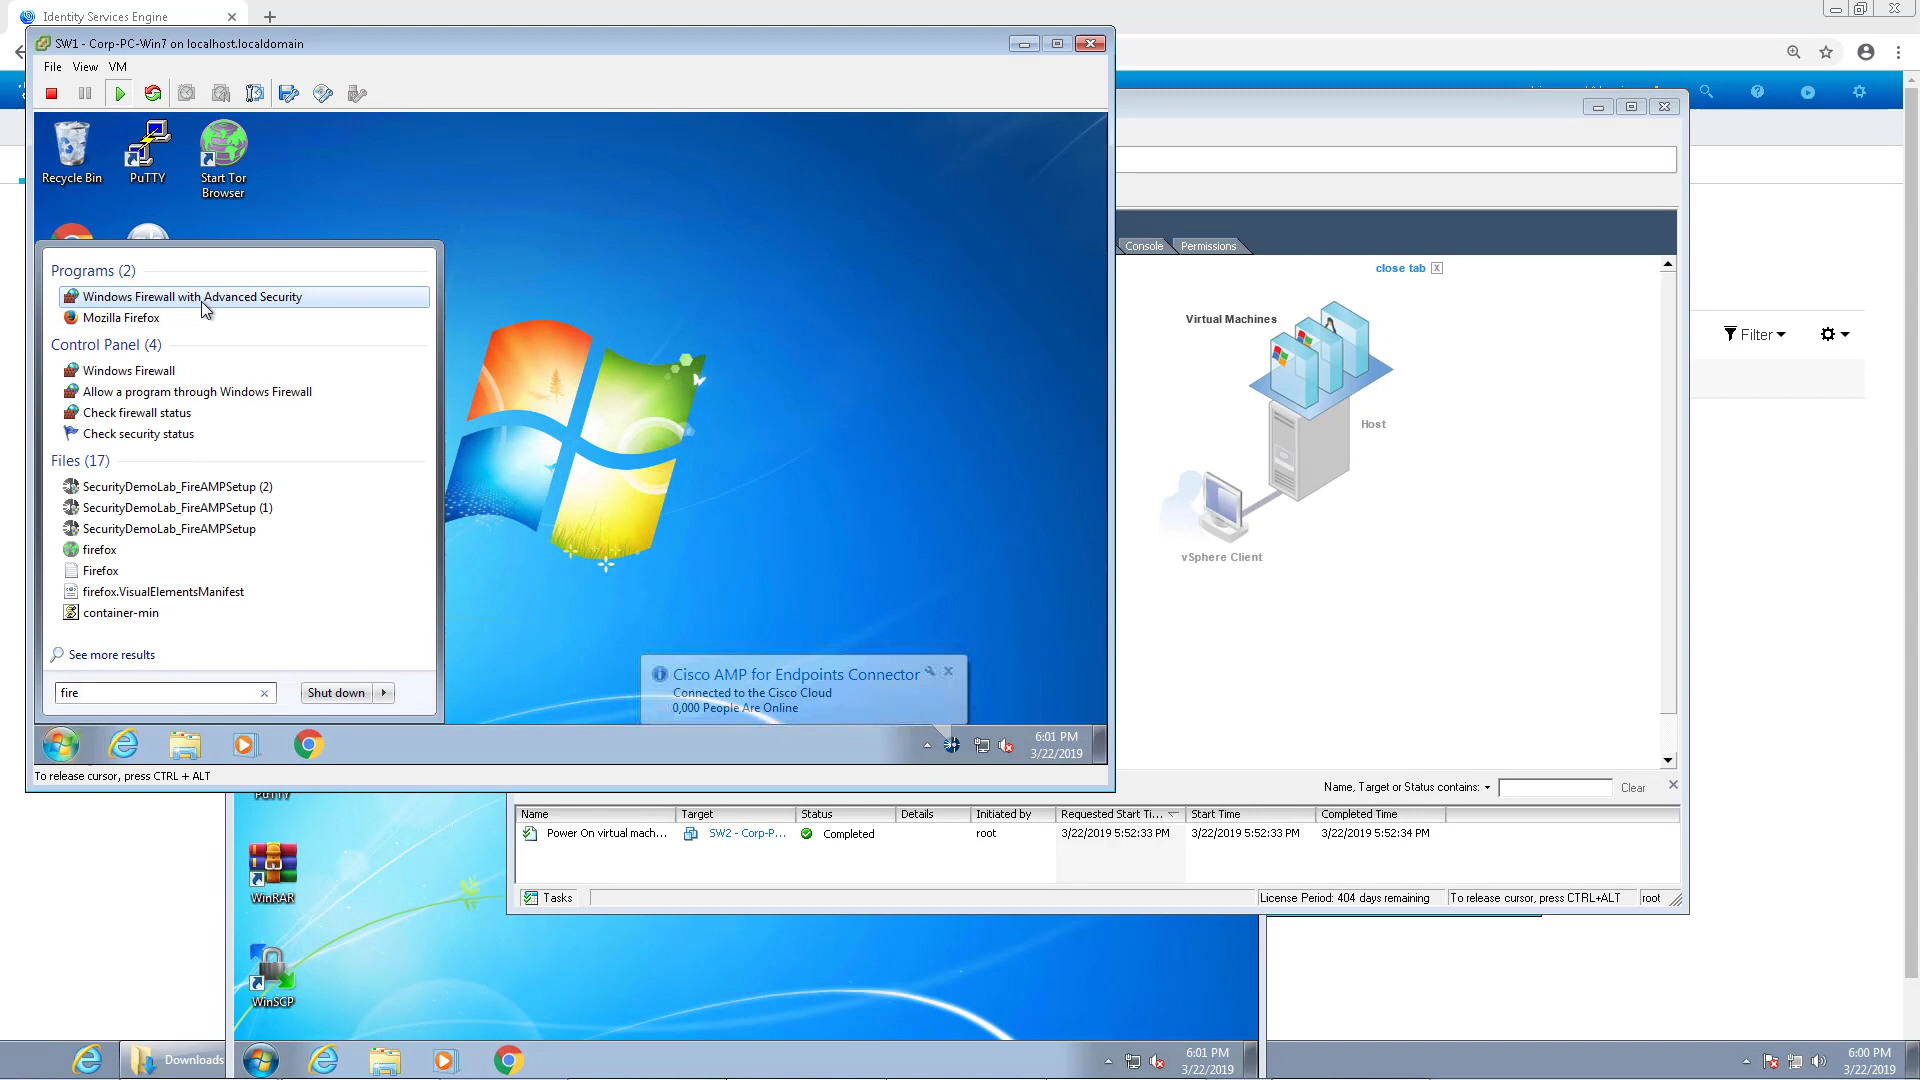 Identity Services Engine
SW1 - Corp-PC-Win7 on localhost.localdomain
File View VM
Recycle Bin
PuTTY
Start Tor
Browser
Programs (2)
Windows Firewall with Advanced Security
Mozilla Firefox
Control Panel (4)
Windows Firewall
Allow a program through Windows Firewall
Check firewall status
Check security status
Files (17)
SecurityDemoLab_FireAMPSetup (2)
SecurityDemoLab_FireAMPSetup (1)
SecurityDemoLab_FireAMPSetup
firefox
Firefox
firefox.VisualElementsManifest
container-min
See more results
fire
Shut down
Cisco AMP for Endpoints Connector
Connected to the Cisco Cloud
0,000 People Are Online
6:01 PM
3/22/2019
To release cursor, press CTRL + ALT
Console Permissions
close tab X
Virtual Machines
Host
vSphere Client
Filter
Name, Target or Status contains: Clear
Name Target Status Details Initiated by Requested Start Ti... Start Time Completed Time
Power On virtual mach... SW2 - Corp-P... Completed root 3/22/2019 5:52:33 PM 3/22/2019 5:52:33 PM 3/22/2019 5:52:34 PM
Tasks License Period: 404 days remaining To release cursor, press CTRL+ALT root
PuTTY
WinRAR
WinSCP
Downloads
6:01 PM
3/22/2019
6:00 PM
3/22/2019